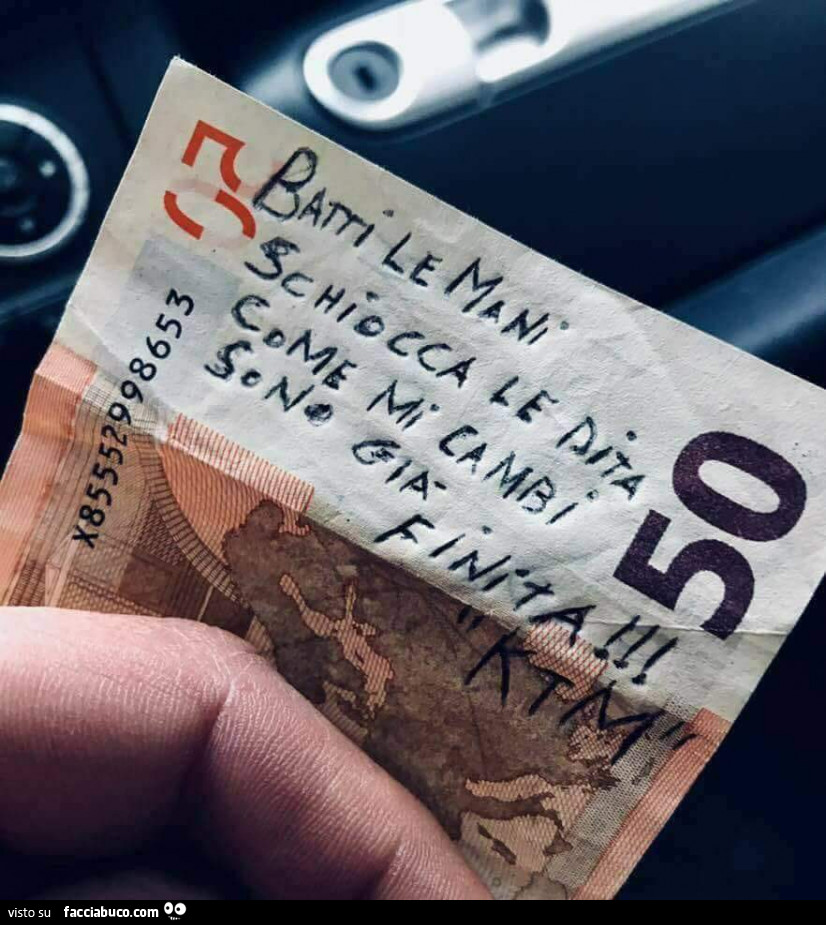 50
BATTi LE MANi
SCHiOCCA LE DiTA
COME Mi CAMBi
SONO GIÀ FiNiTA!!!
"KTM"
50
X85552998653
visto su facciabuco.com